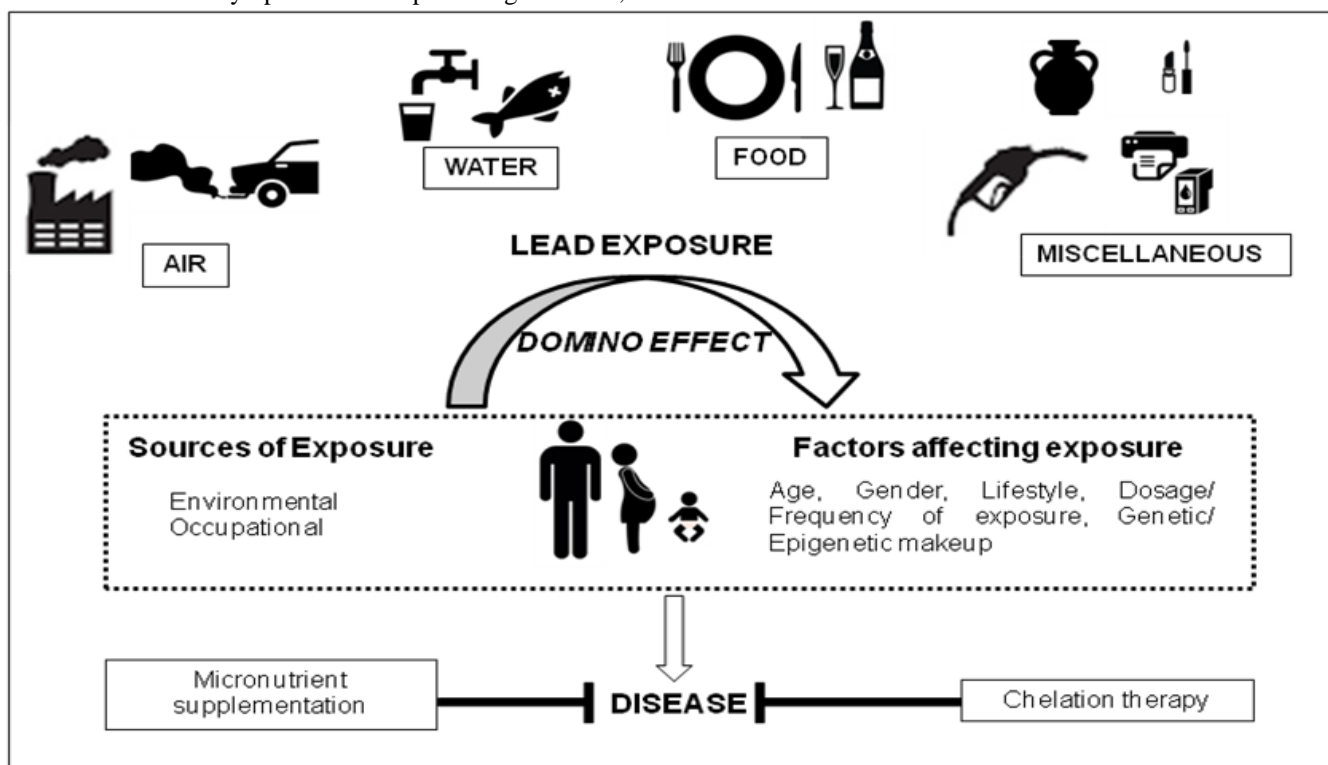 WATER
FOOD
AIR
MISCELLANEOUS
LEAD EXPOSURE
DOMINO EFFECT
Sources of Exposure
Environmental
Occupational
Factors affecting exposure
Age, Gender, Lifestyle, Dosage/
Frequency of exposure, Genetic/
Epigenetic makeup
Micronutrient
supplementation
DISEASE
Chelation therapy